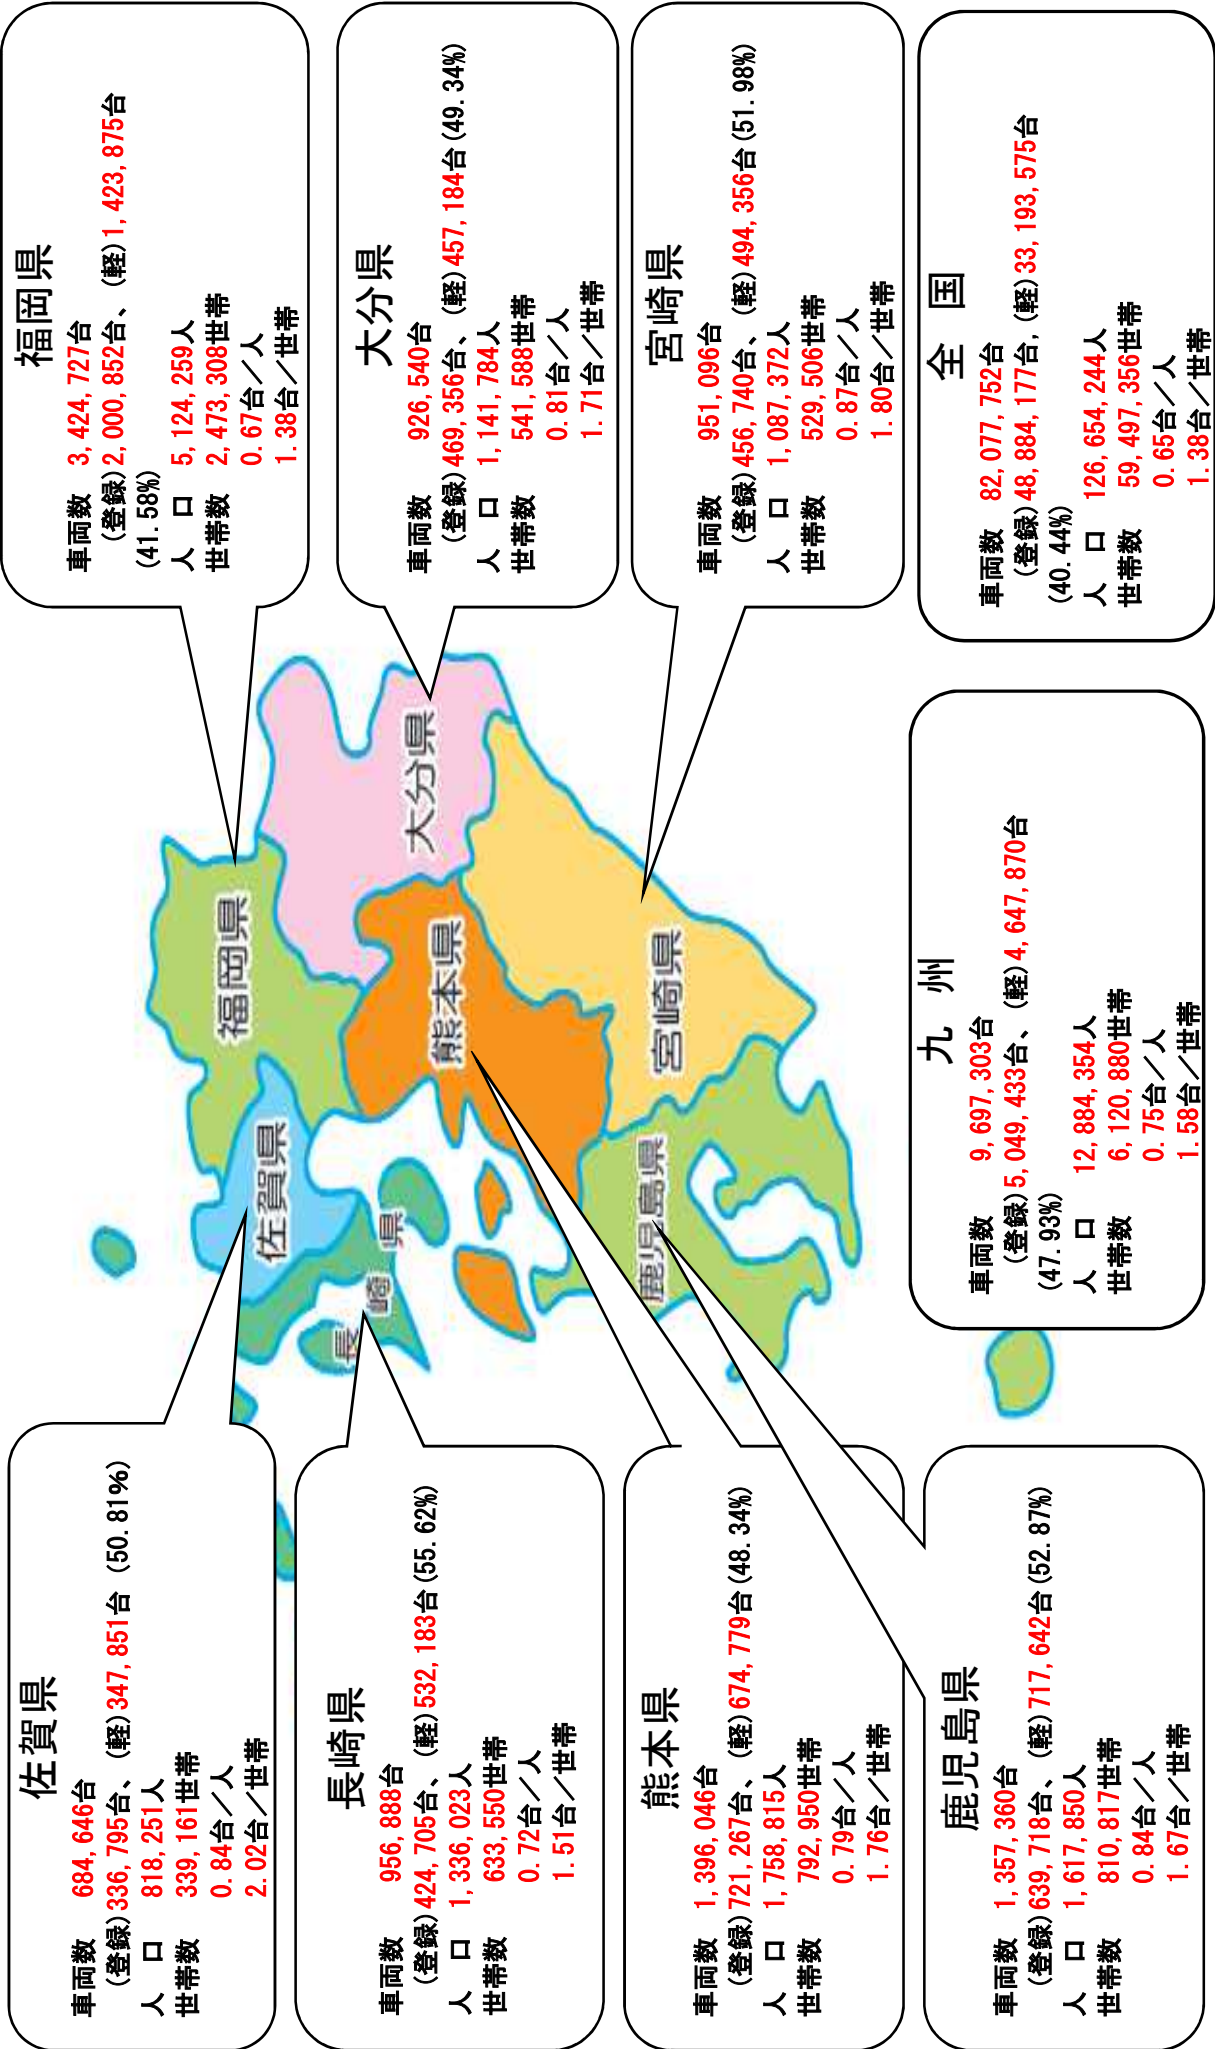 佐賀県
車両数 684,646台
(登録)336,795台、(軽)347,851台 (50.81%)
人 口 818,251人
世帯数 339,161世帯
0.84台/人
2.02台/世帯
長崎県
車両数 956,888台
(登録)424,705台、(軽)532,183台(55.62%)
人 口 1,336,023人
世帯数 633,550世帯
0.72台/人
1.51台/世帯
熊本県
車両数 1,396,046台
(登録)721,267台、(軽)674,779台(48.34%)
人 口 1,758,815人
世帯数 792,950世帯
0.79台/人
1.76台/世帯
鹿児島県
車両数 1,357,360台
(登録)639,718台、(軽)717,642台(52.87%)
人 口 1,617,850人
世帯数 810,817世帯
0.84台/人
1.67台/世帯
福岡県
佐賀県
長崎県
大分県
熊本県
宮崎県
鹿児島県
九 州
車両数 9,697,303台
(登録)5,049,433台、(軽)4,647,870台
(47.93%)
人 口 12,884,354人
世帯数 6,120,880世帯
0.75台/人
1.58台/世帯
福岡県
車両数 3,424,727台
(登録)2,000,852台、(軽)1,423,875台
(41.58%)
人 口 5,124,259人
世帯数 2,473,308世帯
0.67台/人
1.38台/世帯
大分県
車両数 926,540台
(登録)469,356台、(軽)457,184台(49.34%)
人 口 1,141,784人
世帯数 541,588世帯
0.81台/人
1.71台/世帯
宮崎県
車両数 951,096台
(登録)456,740台、(軽)494,356台(51.98%)
人 口 1,087,372人
世帯数 529,506世帯
0.87台/人
1.80台/世帯
全 国
車両数 82,077,752台
(登録)48,884,177台,(軽)33,193,575台
(40.44%)
人 口 126,654,244人
世帯数 59,497,356世帯
0.65台/人
1.38台/世帯